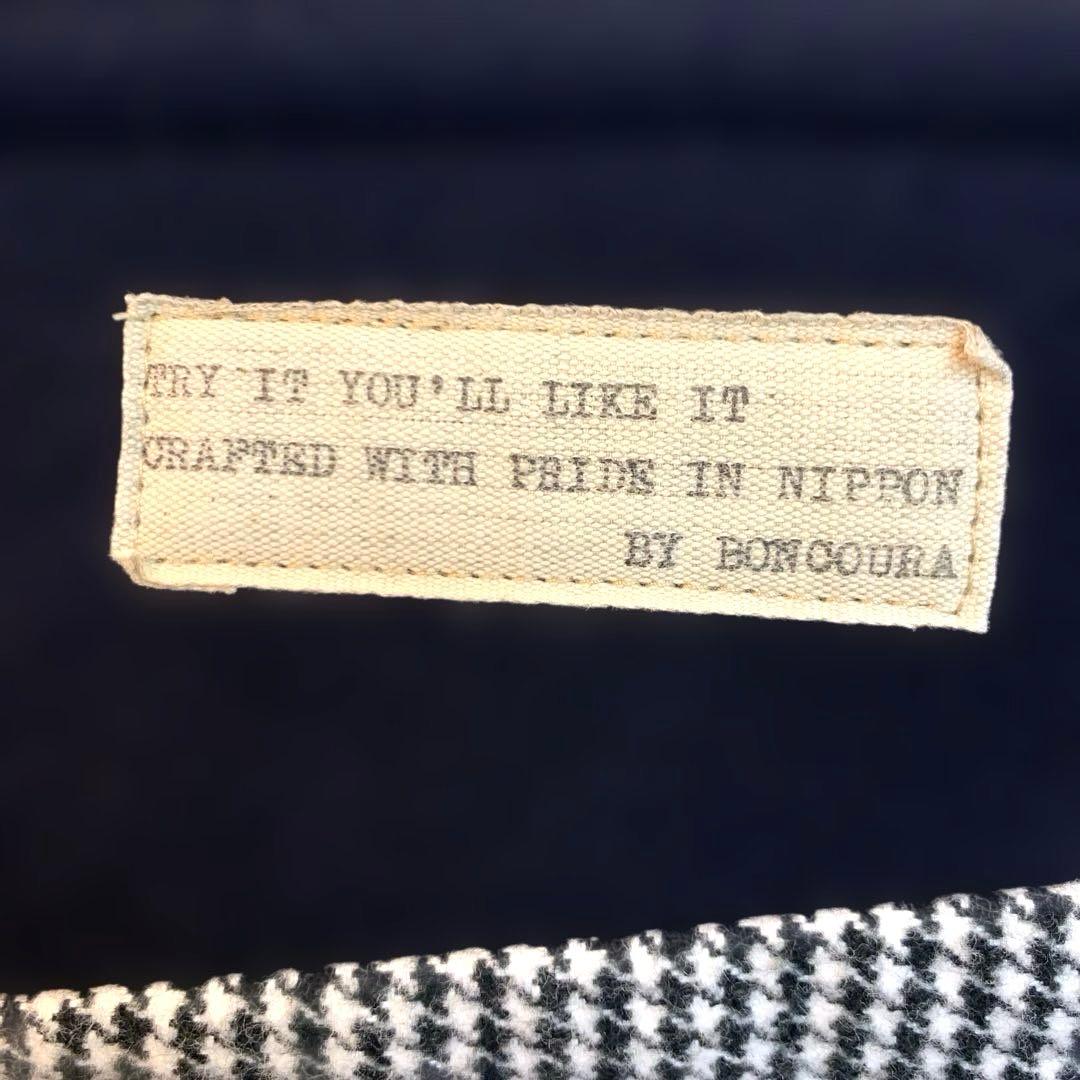 TRY IT YOU'LL LIKE IT
CRAFTED WITH PRIDE IN NIPPON
BY BONCOURA